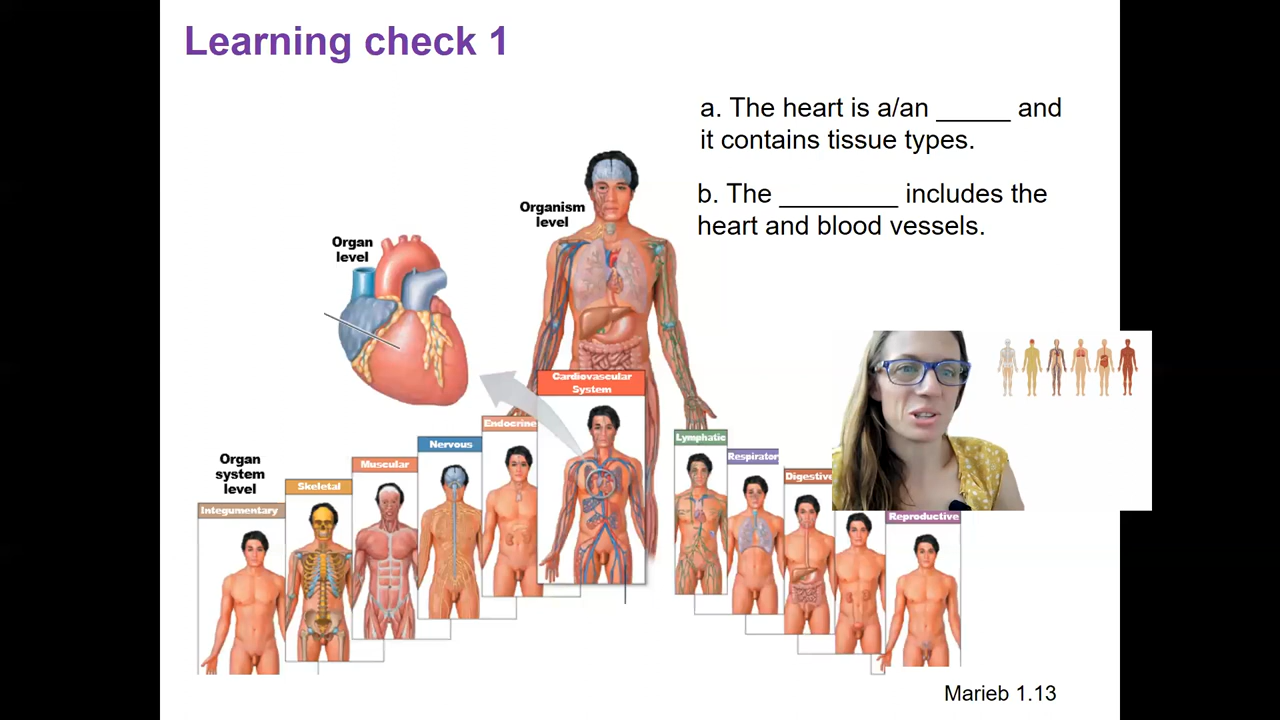 Learning check 1
a. The heart is a/an _____ and
it contains tissue types.
b. The ________ includes the
heart and blood vessels.
Organism
level
Organ
level
Cardiovascular
System
Endocrine
Nervous
Muscular
Organ
system
level
Skeletal
Integumentary
Lymphatic
Respirator
Digestive
Reproductive
Marieb 1.13